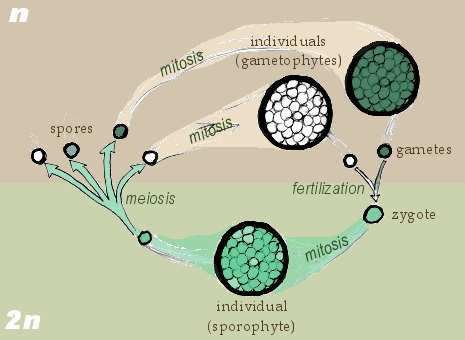 n
individuals
(gametophytes)
mitosis
mitosis
spores
gametes
meiosis
fertilization
zygote
mitosis
individual
(sporophyte)
2n